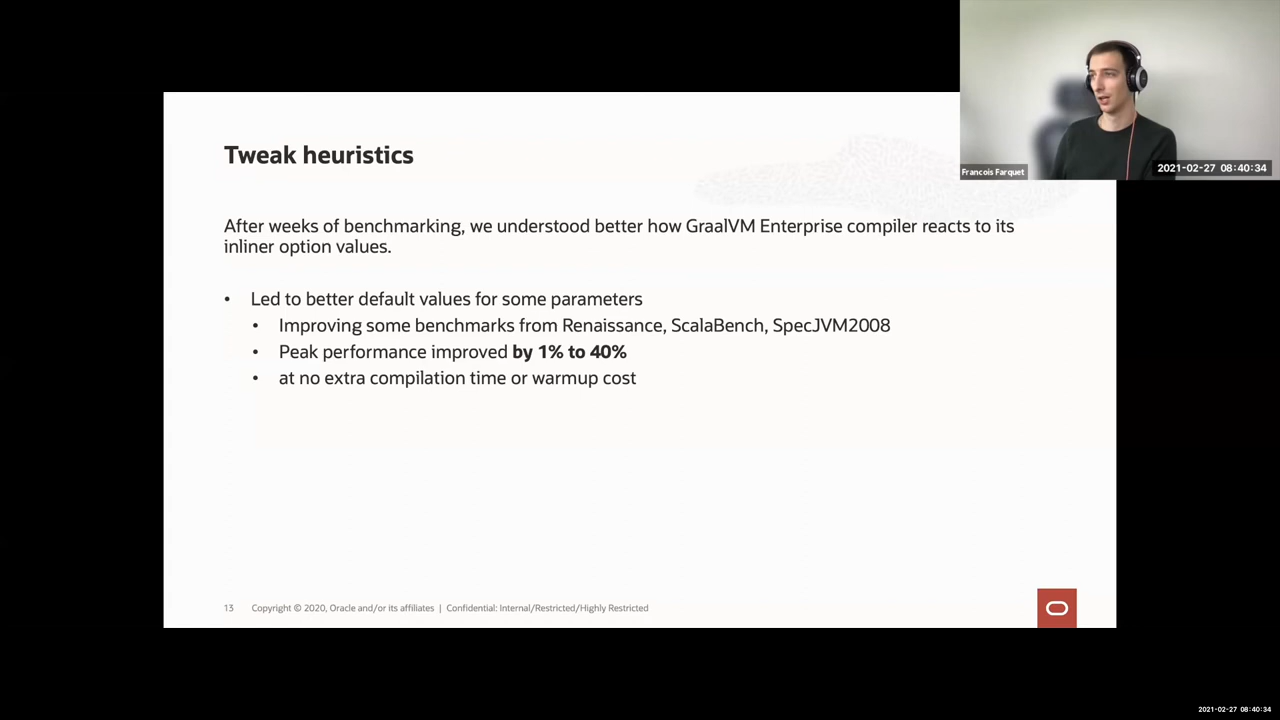 Tweak heuristics
After weeks of benchmarking, we understood better how GraalVM Enterprise compiler reacts to its
inliner option values.
• Led to better default values for some parameters
• Improving some benchmarks from Renaissance, ScalaBench, SpecJVM2008
• Peak performance improved by 1% to 40%
• at no extra compilation time or warmup cost
13 Copyright © 2020, Oracle and/or its affiliates | Confidential: Internal/Restricted/Highly Restricted
Francois Farquet
2021-02-27 08:40:34
2021-02-27 08:40:34